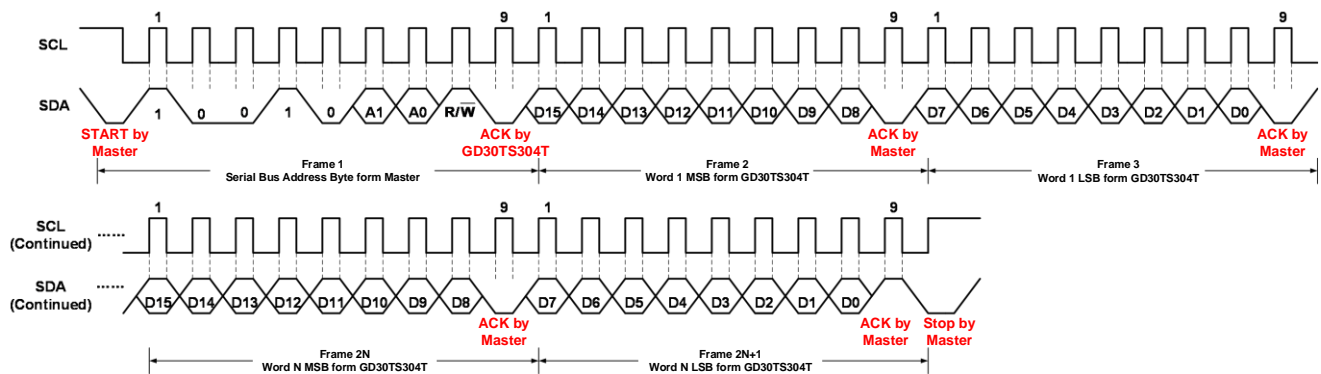 1 9 1 9 1 9
SCL
SDA
1 0 0 1 0 A1 A0 R/W̅ D15 D14 D13 D12 D11 D10 D9 D8 D7 D6 D5 D4 D3 D2 D1 D0
START by
Master
ACK by
GD30TS304T
ACK by
Master
ACK by
Master
Frame 1
Serial Bus Address Byte form Master
Frame 2
Word 1 MSB form GD30TS304T
Frame 3
Word 1 LSB form GD30TS304T
1 9 1 9
SCL ......
(Continued)
SDA ......
(Continued)
D15 D14 D13 D12 D11 D10 D9 D8 D7 D6 D5 D4 D3 D2 D1 D0
ACK by
Master
ACK by
Master
Stop by
Master
Frame 2N
Word N MSB form GD30TS304T
Frame 2N+1
Word N LSB form GD30TS304T